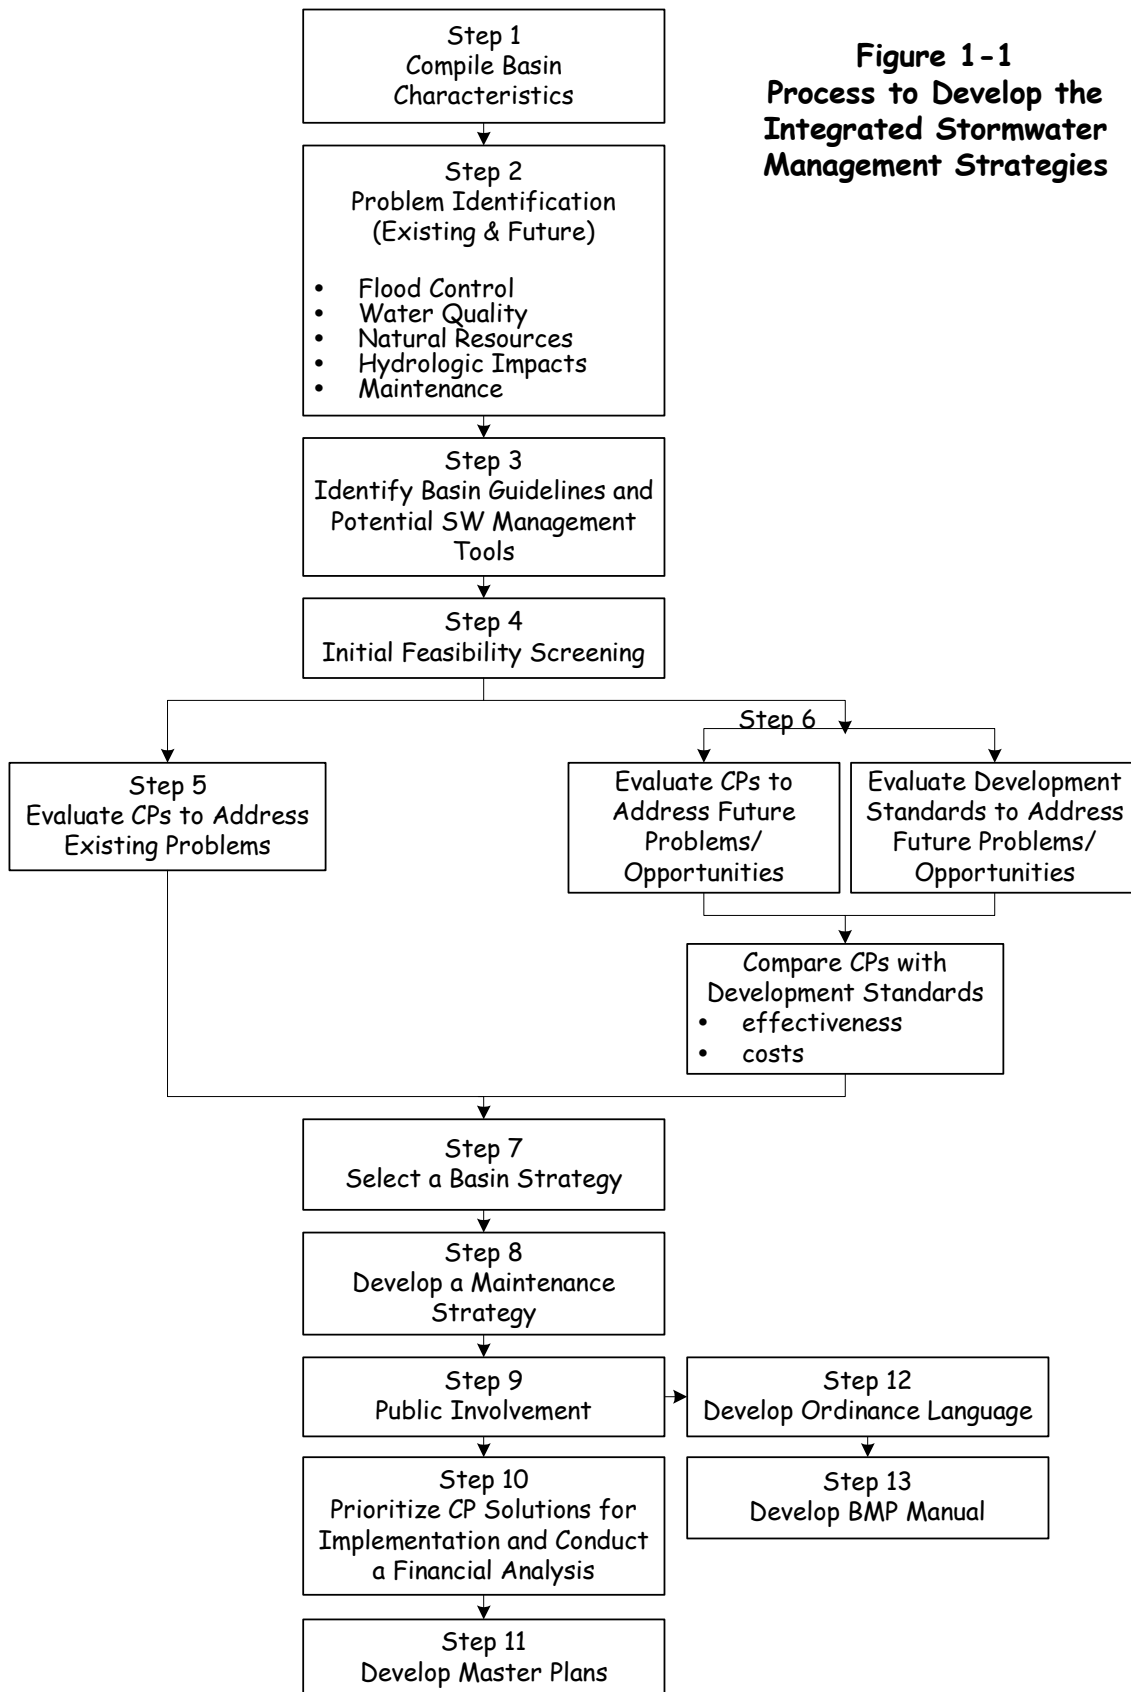 Figure 1-1
Process to Develop the
Integrated Stormwater
Management Strategies
Step 1
Compile Basin
Characteristics
Step 2
Problem Identification
(Existing & Future)
• Flood Control
• Water Quality
• Natural Resources
• Hydrologic Impacts
• Maintenance
Step 3
Identify Basin Guidelines and
Potential SW Management
Tools
Step 4
Initial Feasibility Screening
Step 5
Evaluate CPs to Address
Existing Problems
Step 6
Evaluate CPs to
Address Future
Problems/
Opportunities
Evaluate Development
Standards to Address
Future Problems/
Opportunities
Compare CPs with
Development Standards
• effectiveness
• costs
Step 7
Select a Basin Strategy
Step 8
Develop a Maintenance
Strategy
Step 9
Public Involvement
Step 12
Develop Ordinance Language
Step 13
Develop BMP Manual
Step 10
Prioritize CP Solutions for
Implementation and Conduct
a Financial Analysis
Step 11
Develop Master Plans